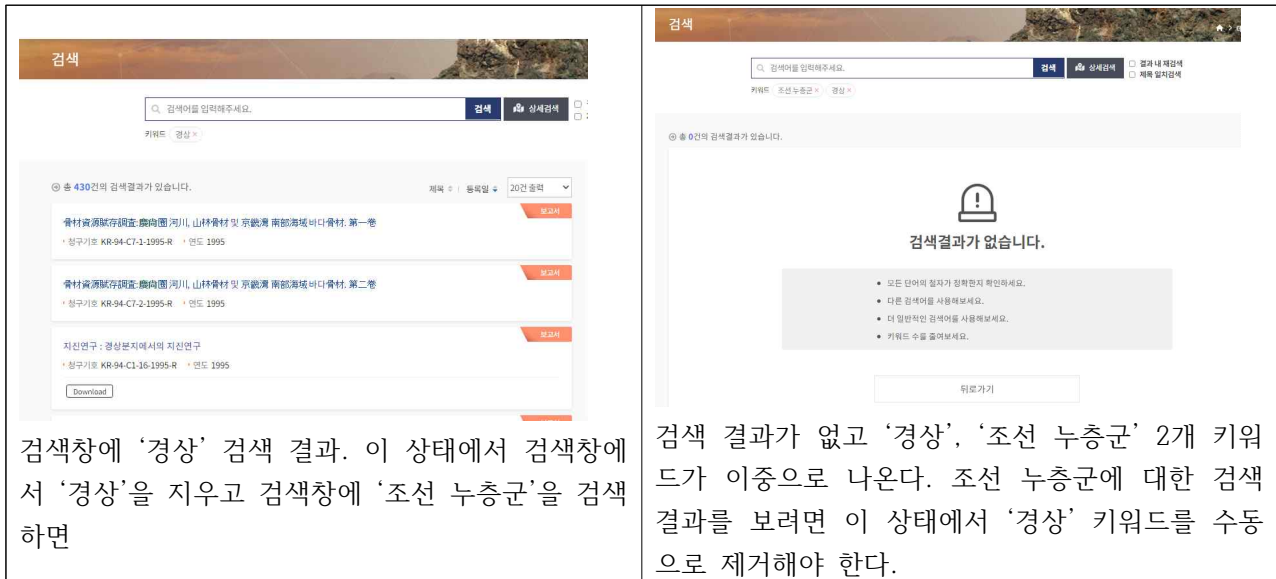 검색
검색어를 입력해주세요.
검색
상세검색
키워드 경상 ×
총 430건의 검색결과가 있습니다.
제목
등록일
20건 출력
보고서
骨材資源賦存調査:慶尙圏 河川, 山林骨材 및 京畿灣 南部海域 바다骨材. 第一卷
청구기호 KR-94-C7-1-1995-R 연도 1995
보고서
骨材資源賦存調査:慶尙圏 河川, 山林骨材 및 京畿灣 南部海域 바다骨材. 第二卷
청구기호 KR-94-C7-2-1995-R 연도 1995
보고서
지진연구 : 경상분지에서의 지진연구
청구기호 KR-94-C1-16-1995-R 연도 1995
Download
검색창에 ‘경상’ 검색 결과. 이 상태에서 검색창에
서 ‘경상’을 지우고 검색창에 ‘조선 누층군’을 검색
하면
검색
검색어를 입력해주세요.
검색
상세검색
결과 내 재검색
제목 일치검색
키워드 조선 누층군 × 경상 ×
총 0건의 검색결과가 있습니다.
검색결과가 없습니다.
• 모든 단어의 철자가 정확한지 확인하세요.
• 다른 검색어를 사용해보세요.
• 더 일반적인 검색어를 사용해보세요.
• 키워드 수를 줄여보세요.
뒤로가기
검색 결과가 없고 ‘경상’, ‘조선 누층군’ 2개 키워
드가 이중으로 나온다. 조선 누층군에 대한 검색
결과를 보려면 이 상태에서 ‘경상’ 키워드를 수동
으로 제거해야 한다.